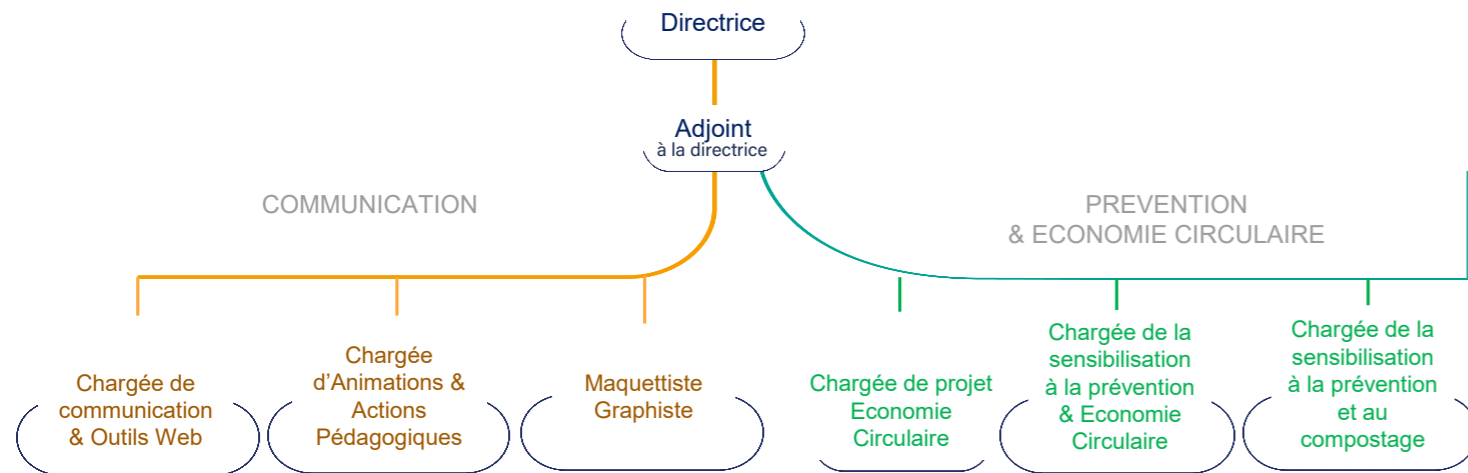 Directrice
Adjoint
à la directrice
COMMUNICATION
PREVENTION
& ECONOMIE CIRCULAIRE
Chargée de
communication
& Outils Web
Chargée
d’Animations &
Actions
Pédagogiques
Maquettiste
Graphiste
Chargée de projet
Economie
Circulaire
Chargée de la
sensibilisation
à la prévention
& Economie
Circulaire
Chargée de la
sensibilisation
à la prévention
et au
compostage